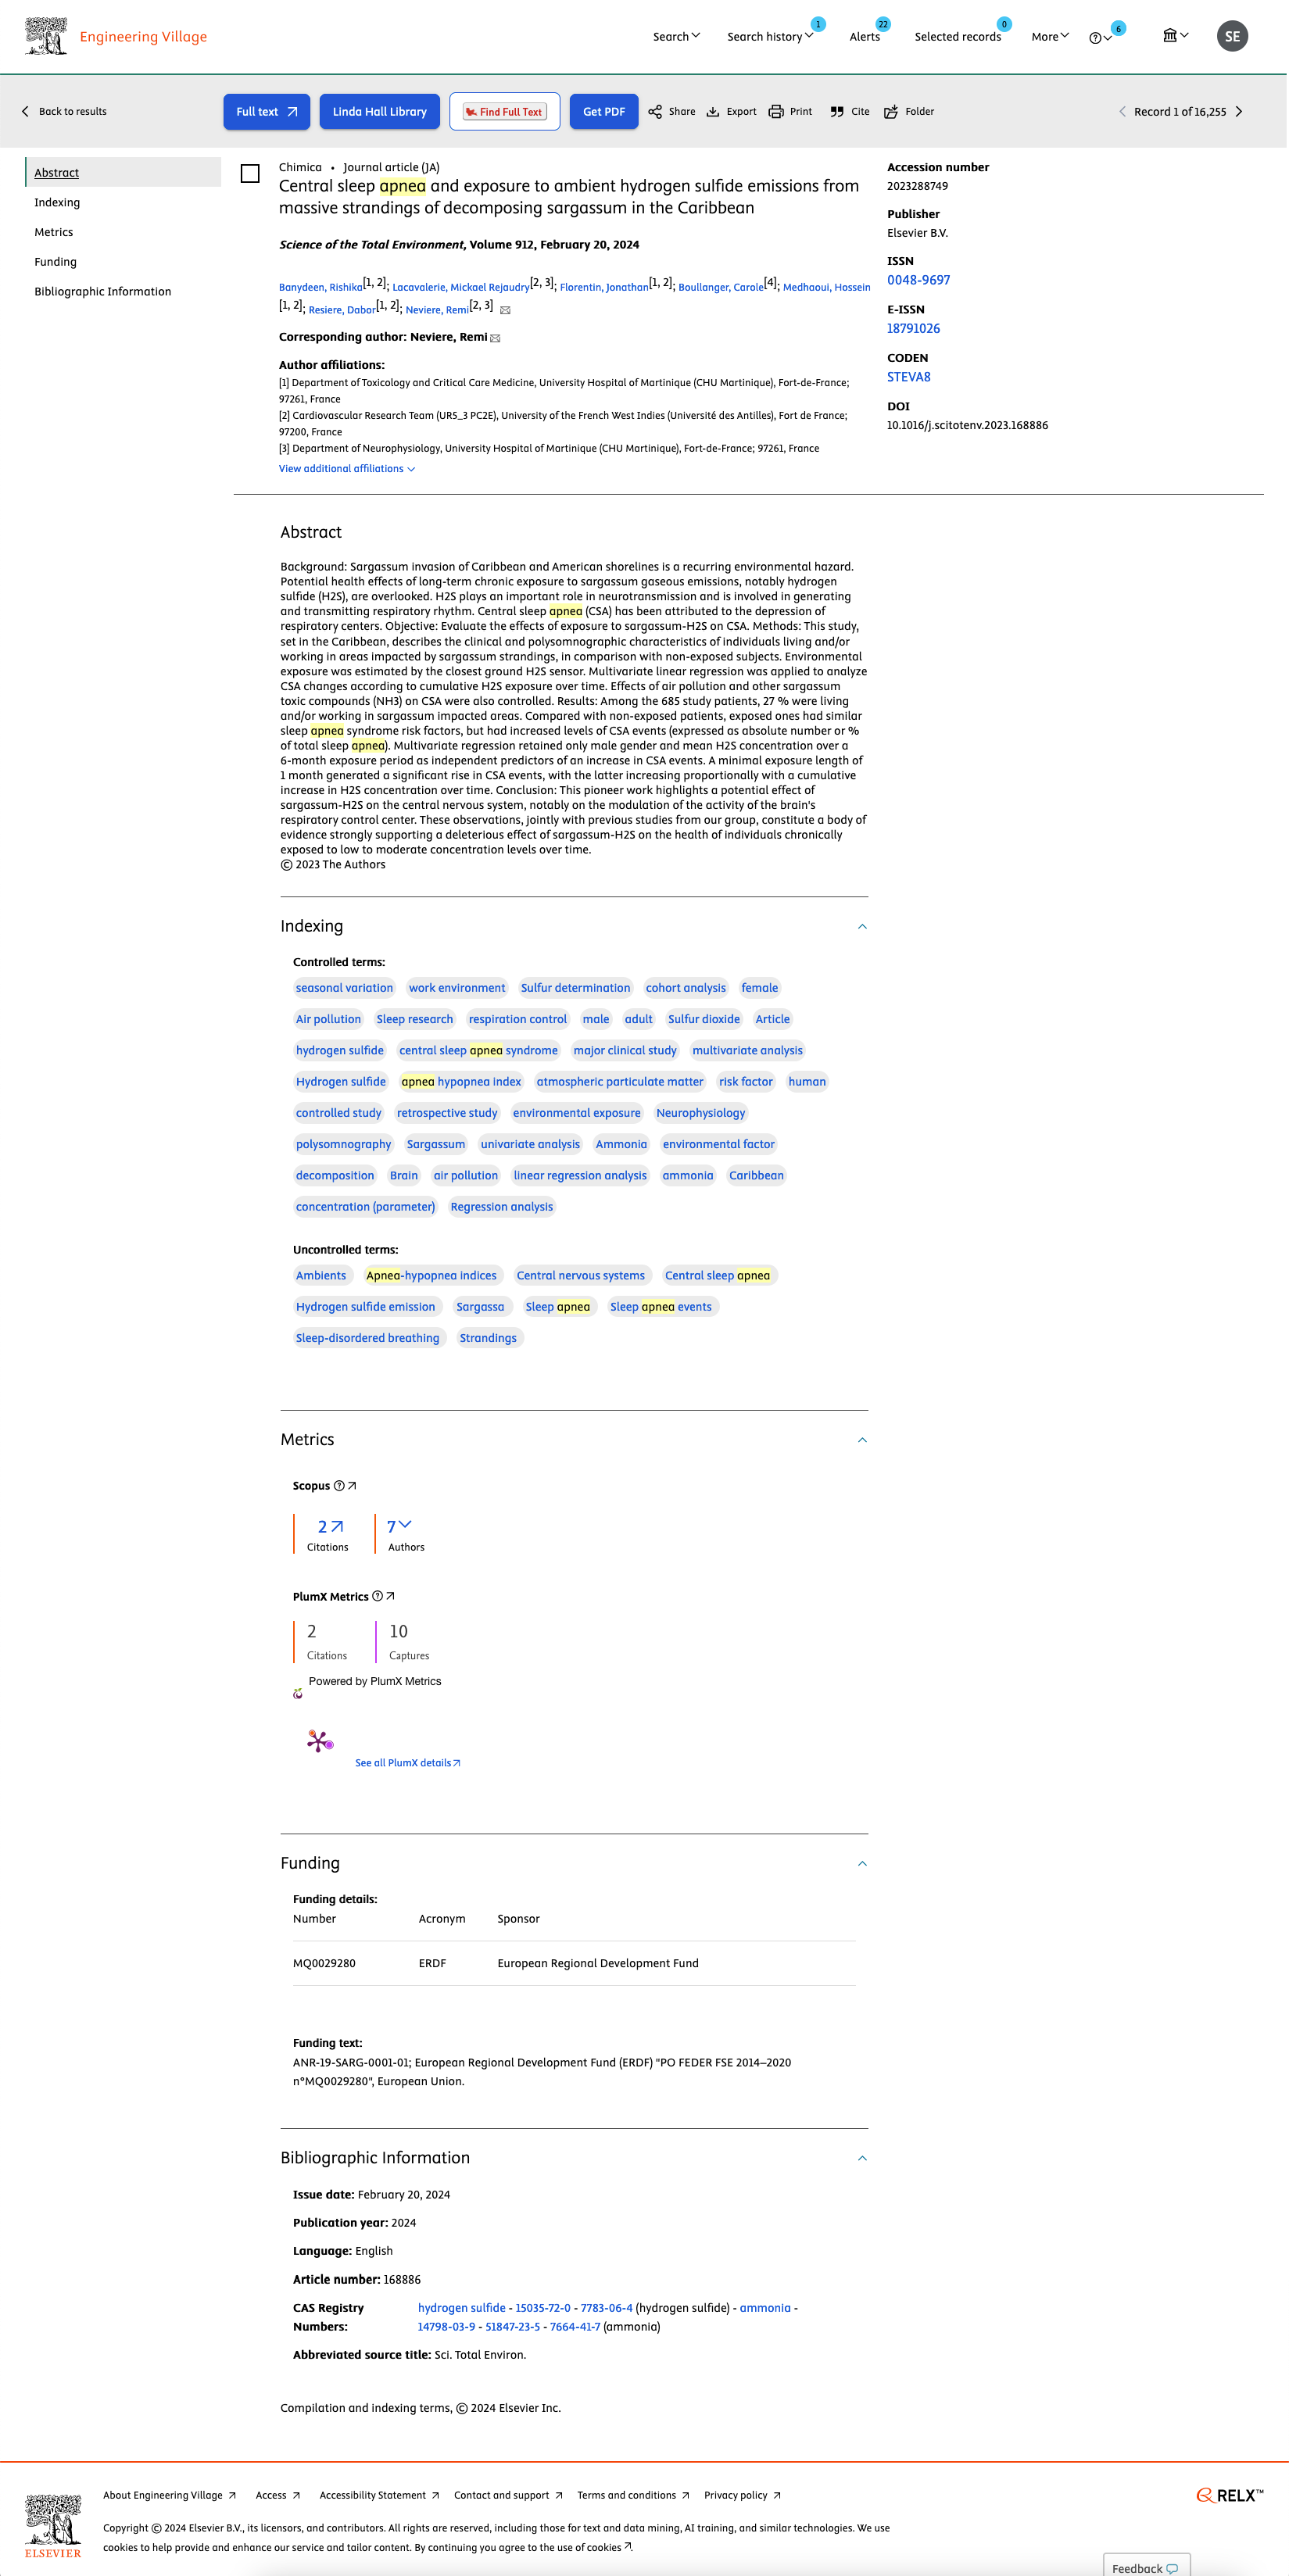 Engineering Village
Search
Search history
1
Alerts
22
Selected records
0
More
6
SE
Back to results
Full text
Linda Hall Library
Find Full Text
Get PDF
Share
Export
Print
Cite
Folder
Record 1 of 16,255
Abstract
Indexing
Metrics
Funding
Bibliographic Information
Chimica • Journal article (JA)
Central sleep apnea and exposure to ambient hydrogen sulfide emissions from
massive strandings of decomposing sargassum in the Caribbean
Science of the Total Environment, Volume 912, February 20, 2024
Banydeen, Rishika[1, 2]; Lacavalerie, Mickael Rejaudry[2, 3]; Florentin, Jonathan[1, 2]; Boullanger, Carole[4]; Medhaoui, Hossein
[1, 2]; Resiere, Dabor[1, 2]; Neviere, Remi[2, 3]
Corresponding author: Neviere, Remi
Author affiliations:
[1] Department of Toxicology and Critical Care Medicine, University Hospital of Martinique (CHU Martinique), Fort-de-France;
97261, France
[2] Cardiovascular Research Team (UR5_3 PC2E), University of the French West Indies (Université des Antilles), Fort de France;
97200, France
[3] Department of Neurophysiology, University Hospital of Martinique (CHU Martinique), Fort-de-France; 97261, France
View additional affiliations
Accession number
2023288749
Publisher
Elsevier B.V.
ISSN
0048-9697
E-ISSN
18791026
CODEN
STEVA8
DOI
10.1016/j.scitotenv.2023.168886
Abstract
Background: Sargassum invasion of Caribbean and American shorelines is a recurring environmental hazard.
Potential health effects of long-term chronic exposure to sargassum gaseous emissions, notably hydrogen
sulfide (H2S), are overlooked. H2S plays an important role in neurotransmission and is involved in generating
and transmitting respiratory rhythm. Central sleep apnea (CSA) has been attributed to the depression of
respiratory centers. Objective: Evaluate the effects of exposure to sargassum-H2S on CSA. Methods: This study,
set in the Caribbean, describes the clinical and polysomnographic characteristics of individuals living and/or
working in areas impacted by sargassum strandings, in comparison with non-exposed subjects. Environmental
exposure was estimated by the closest ground H2S sensor. Multivariate linear regression was applied to analyze
CSA changes according to cumulative H2S exposure over time. Effects of air pollution and other sargassum
toxic compounds (NH3) on CSA were also controlled. Results: Among the 685 study patients, 27 % were living
and/or working in sargassum impacted areas. Compared with non-exposed patients, exposed ones had similar
sleep apnea syndrome risk factors, but had increased levels of CSA events (expressed as absolute number or %
of total sleep apnea). Multivariate regression retained only male gender and mean H2S concentration over a
6-month exposure period as independent predictors of an increase in CSA events. A minimal exposure length of
1 month generated a significant rise in CSA events, with the latter increasing proportionally with a cumulative
increase in H2S concentration over time. Conclusion: This pioneer work highlights a potential effect of
sargassum-H2S on the central nervous system, notably on the modulation of the activity of the brain's
respiratory control center. These observations, jointly with previous studies from our group, constitute a body of
evidence strongly supporting a deleterious effect of sargassum-H2S on the health of individuals chronically
exposed to low to moderate concentration levels over time.
© 2023 The Authors
Indexing
Controlled terms:
seasonal variation work environment Sulfur determination cohort analysis female
Air pollution Sleep research respiration control male adult Sulfur dioxide Article
hydrogen sulfide central sleep apnea syndrome major clinical study multivariate analysis
Hydrogen sulfide apnea hypopnea index atmospheric particulate matter risk factor human
controlled study retrospective study environmental exposure Neurophysiology
polysomnography Sargassum univariate analysis Ammonia environmental factor
decomposition Brain air pollution linear regression analysis ammonia Caribbean
concentration (parameter) Regression analysis
Uncontrolled terms:
Ambients Apnea-hypopnea indices Central nervous systems Central sleep apnea
Hydrogen sulfide emission Sargassa Sleep apnea Sleep apnea events
Sleep-disordered breathing Strandings
Metrics
Scopus
2 7
Citations Authors
PlumX Metrics
2 10
Citations Captures
Powered by PlumX Metrics
See all PlumX details
Funding
Funding details:
Number Acronym Sponsor
MQ0029280 ERDF European Regional Development Fund
Funding text:
ANR-19-SARG-0001-01; European Regional Development Fund (ERDF) "PO FEDER FSE 2014–2020
n°MQ0029280", European Union.
Bibliographic Information
Issue date: February 20, 2024
Publication year: 2024
Language: English
Article number: 168886
CAS Registry hydrogen sulfide - 15035-72-0 - 7783-06-4 (hydrogen sulfide) - ammonia -
Numbers: 14798-03-9 - 51847-23-5 - 7664-41-7 (ammonia)
Abbreviated source title: Sci. Total Environ.
Compilation and indexing terms, © 2024 Elsevier Inc.
About Engineering Village Access Accessibility Statement Contact and support Terms and conditions Privacy policy
RELX™
Copyright © 2024 Elsevier B.V., its licensors, and contributors. All rights are reserved, including those for text and data mining, AI training, and similar technologies. We use
cookies to help provide and enhance our service and tailor content. By continuing you agree to the use of cookies.
ELSEVIER
Feedback